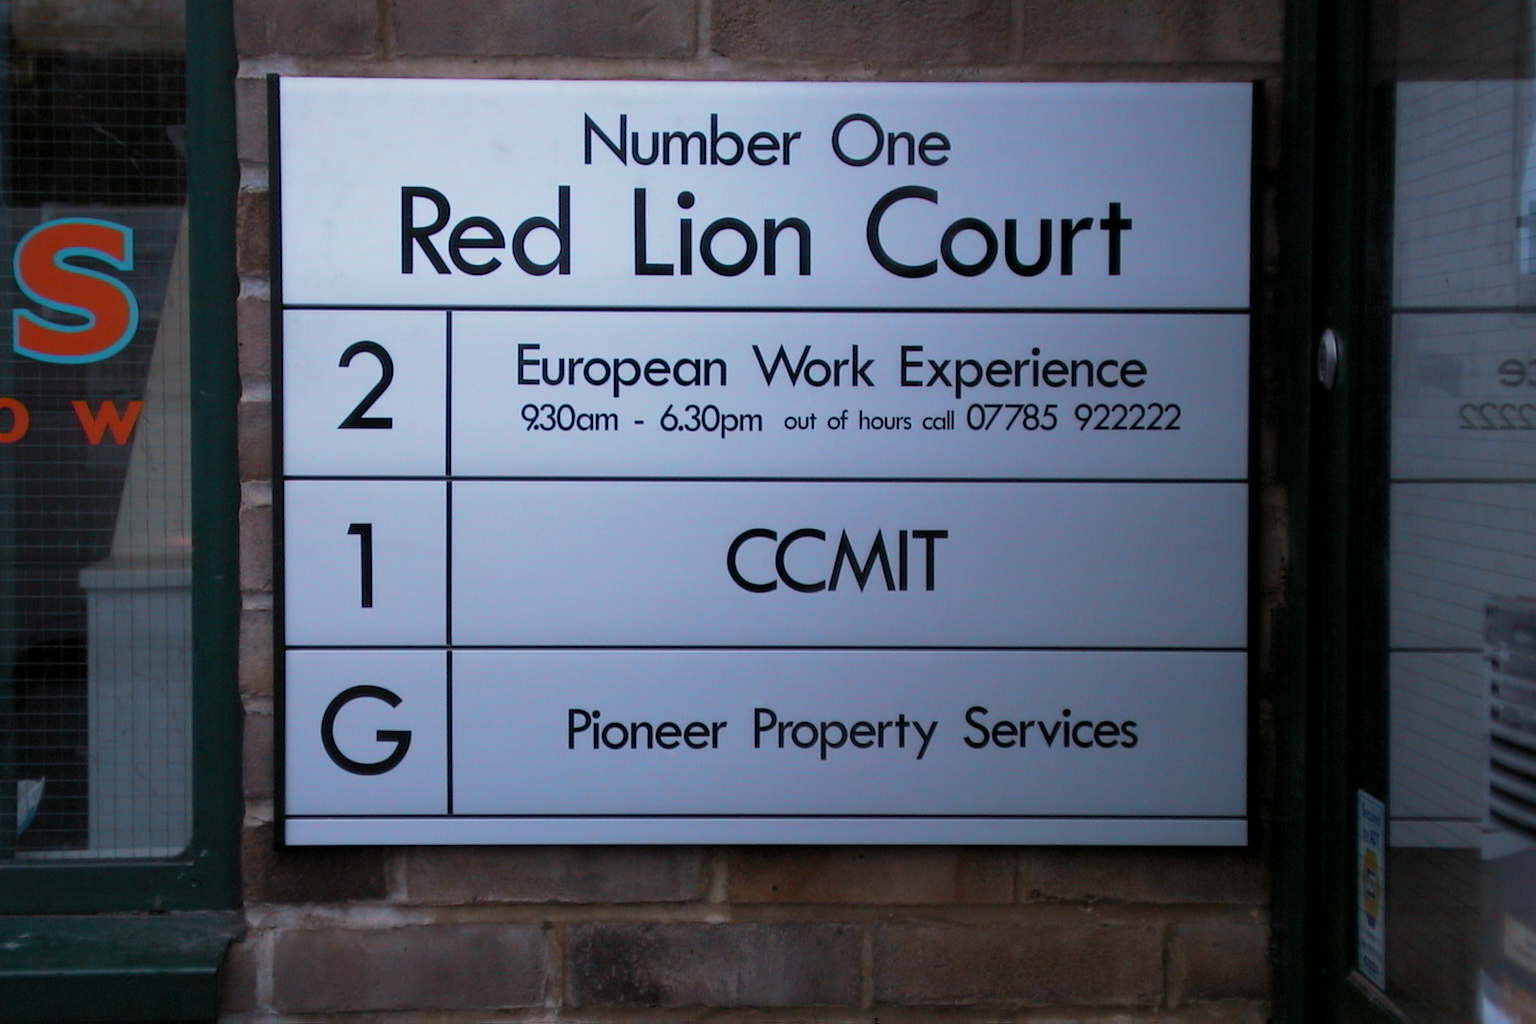 Number One
Red Lion Court
2
European Work Experience
9.30am - 6.30pm out of hours call 07785 922222
1
CCMIT
G
Pioneer Property Services
S
ow